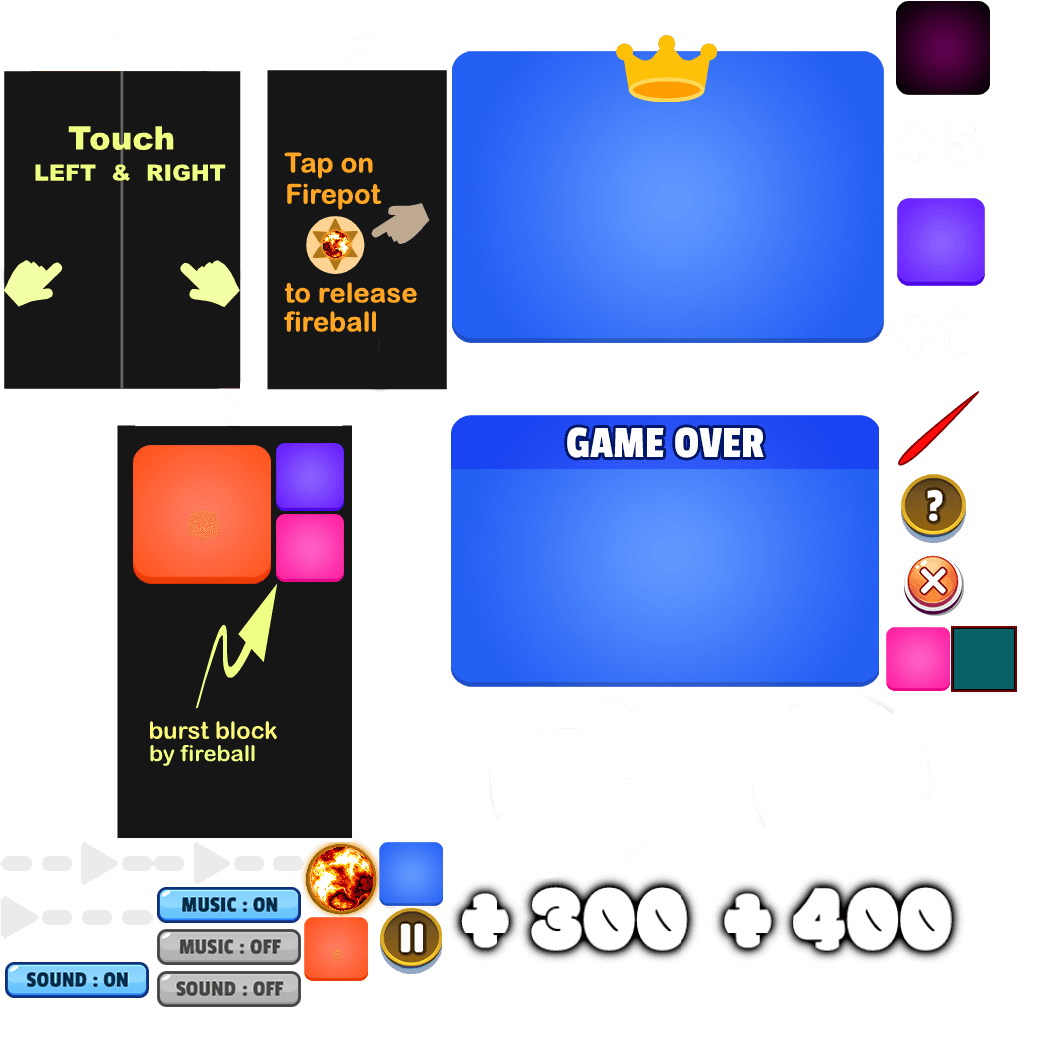 Touch
LEFT & RIGHT
Tap on
Firepot
to release
fireball
GAME OVER
?
burst block
by fireball
MUSIC : ON
MUSIC : OFF
SOUND : ON
SOUND : OFF
+ 300
+ 400